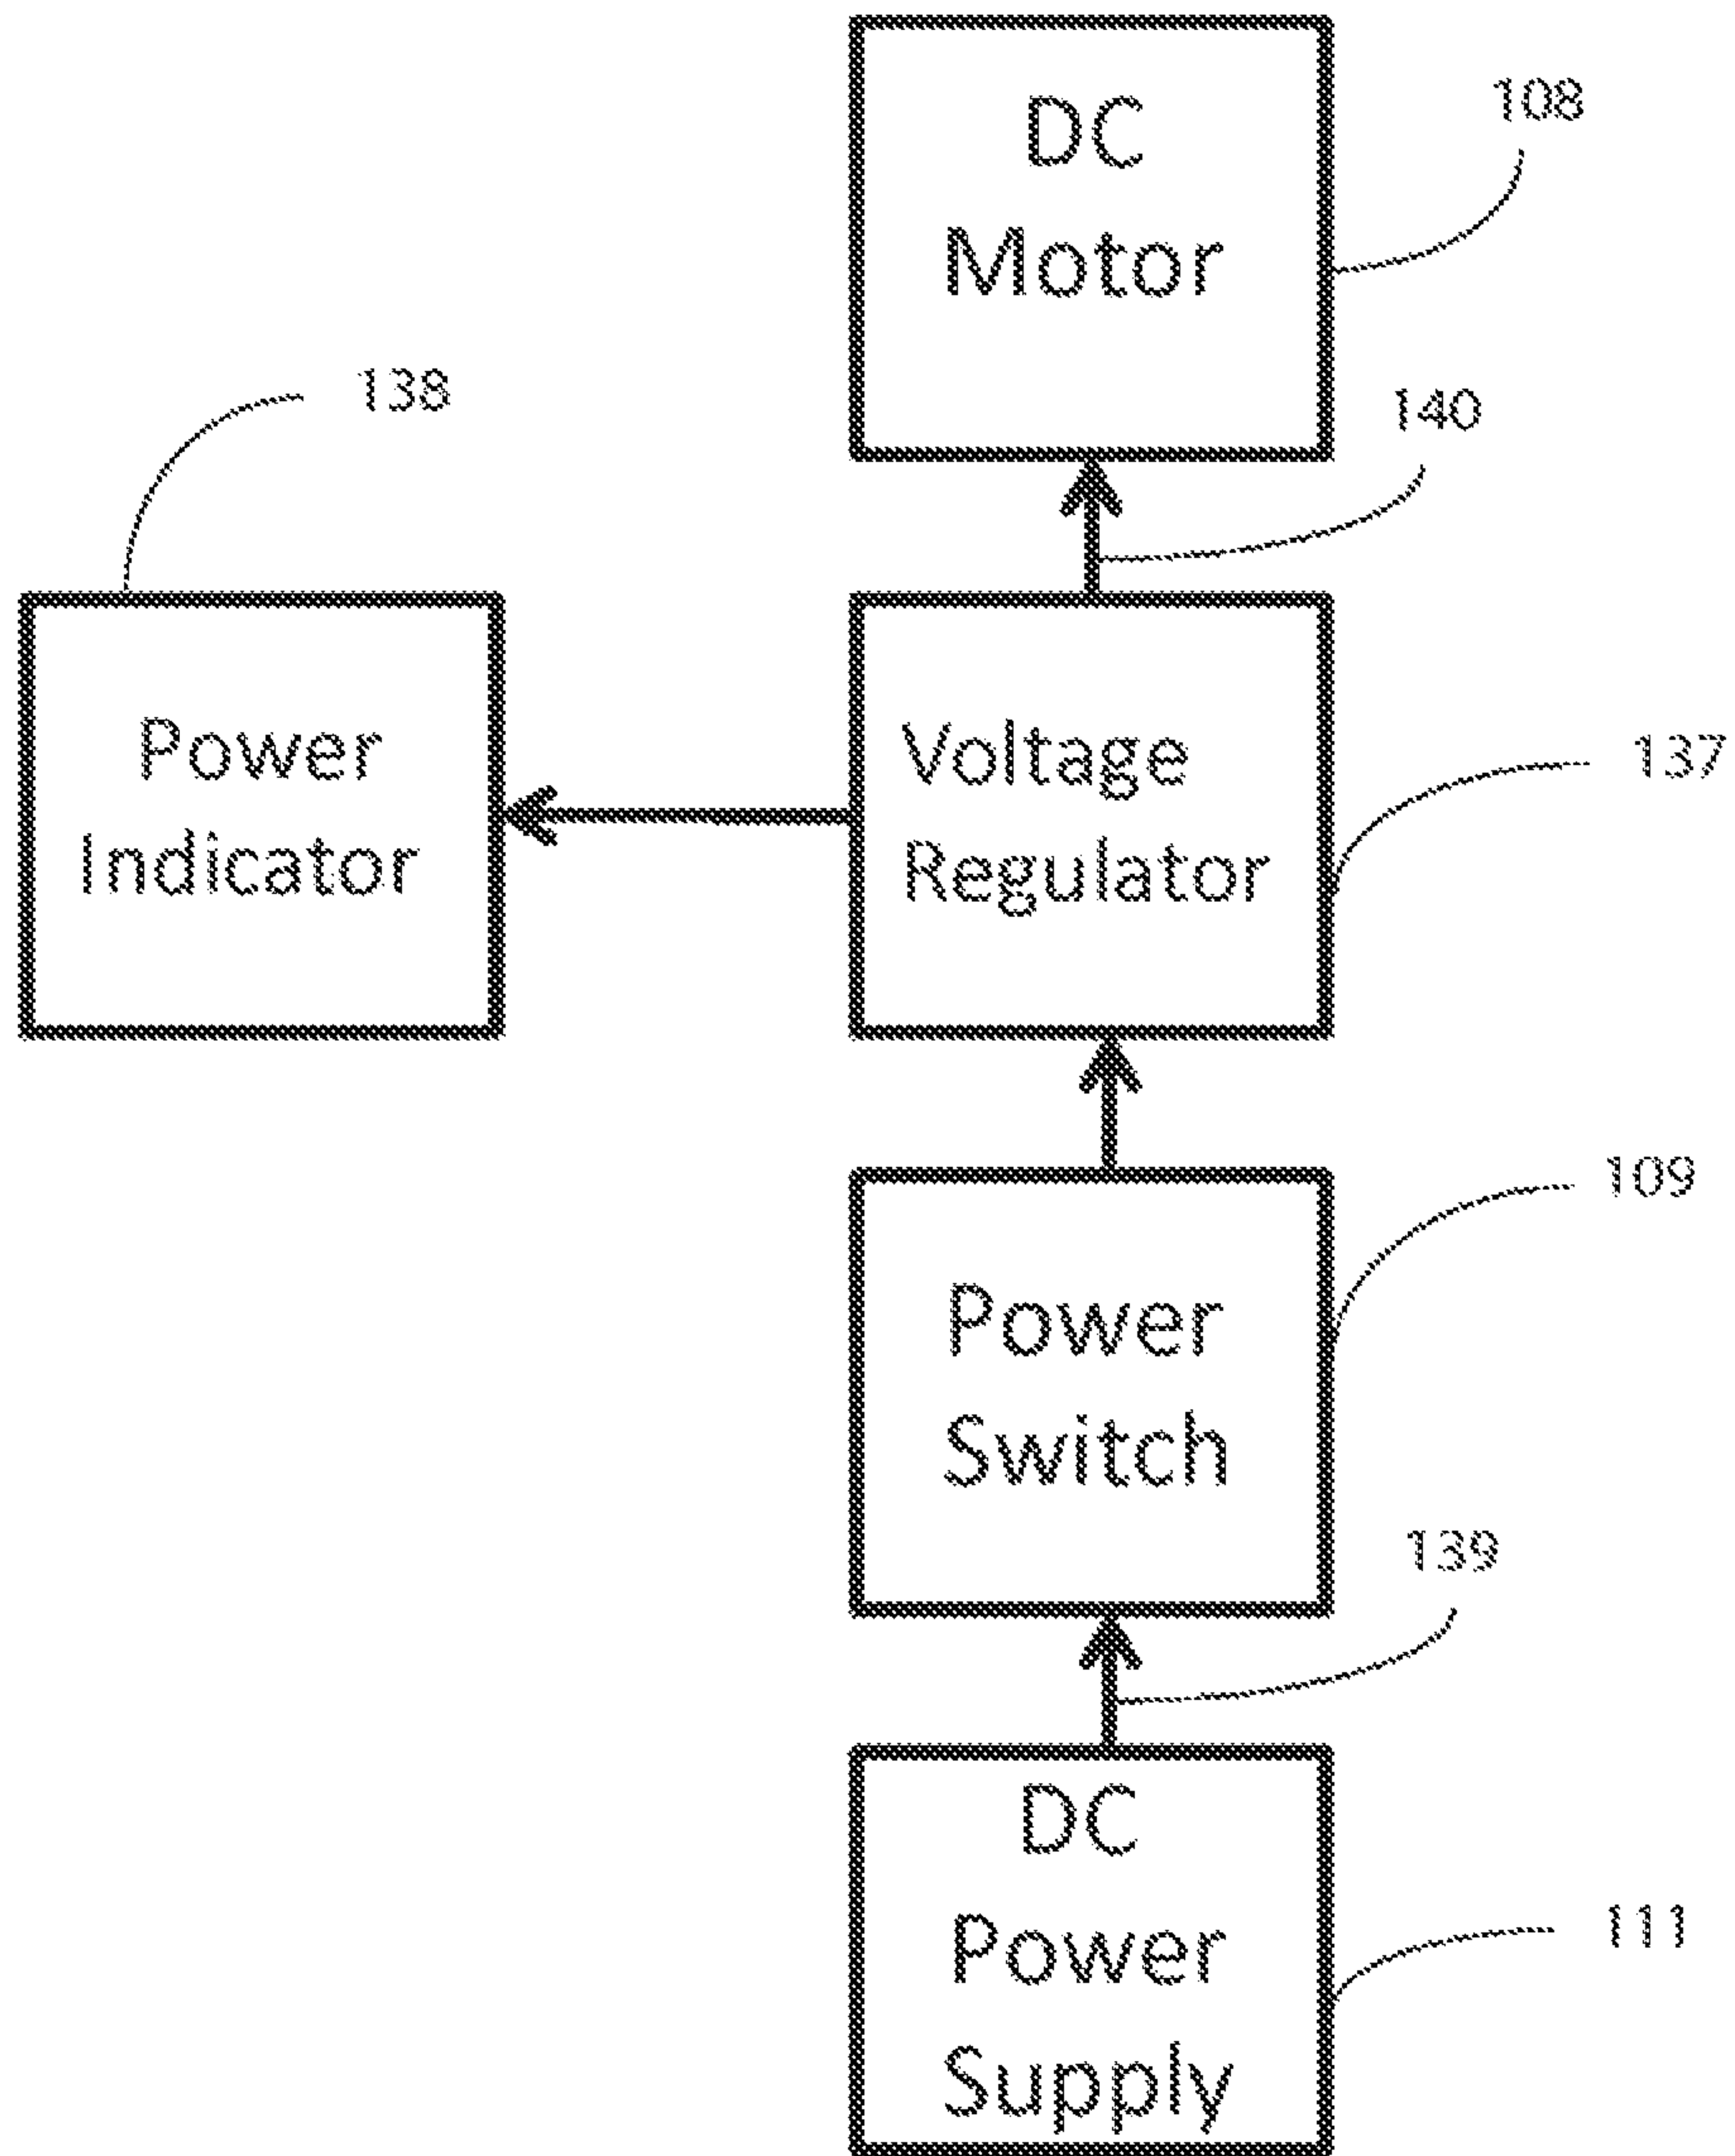 DC
Motor
108
140
138
Power
Indicator
Voltage
Regulator
137
109
Power
Switch
139
DC
Power
Supply
111